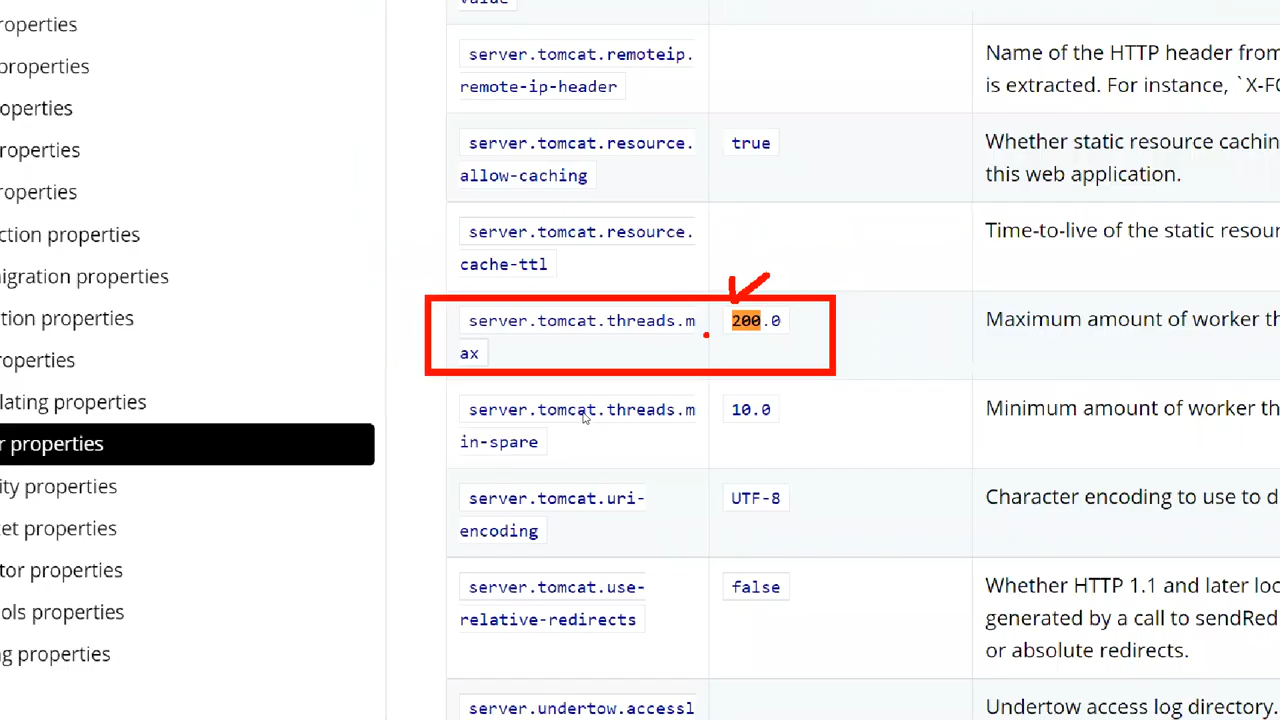 properties
properties
operties
roperties
roperties
ction properties
igration properties
tion properties
properties
lating properties
r properties
ity properties
et properties
tor properties
ols properties
g properties
value
server.tomcat.remoteip.
remote-ip-header
Name of the HTTP header from
is extracted. For instance, `X-FO
server.tomcat.resource.
allow-caching
true
Whether static resource cachin
this web application.
server.tomcat.resource.
cache-ttl
Time-to-live of the static resour
server.tomcat.threads.m
ax
200.0
Maximum amount of worker th
server.tomcat.threads.m
in-spare
10.0
Minimum amount of worker th
server.tomcat.uri-
encoding
UTF-8
Character encoding to use to d
server.tomcat.use-
relative-redirects
false
Whether HTTP 1.1 and later loc
generated by a call to sendRed
or absolute redirects.
server.undertow.accessl
Undertow access log directory.